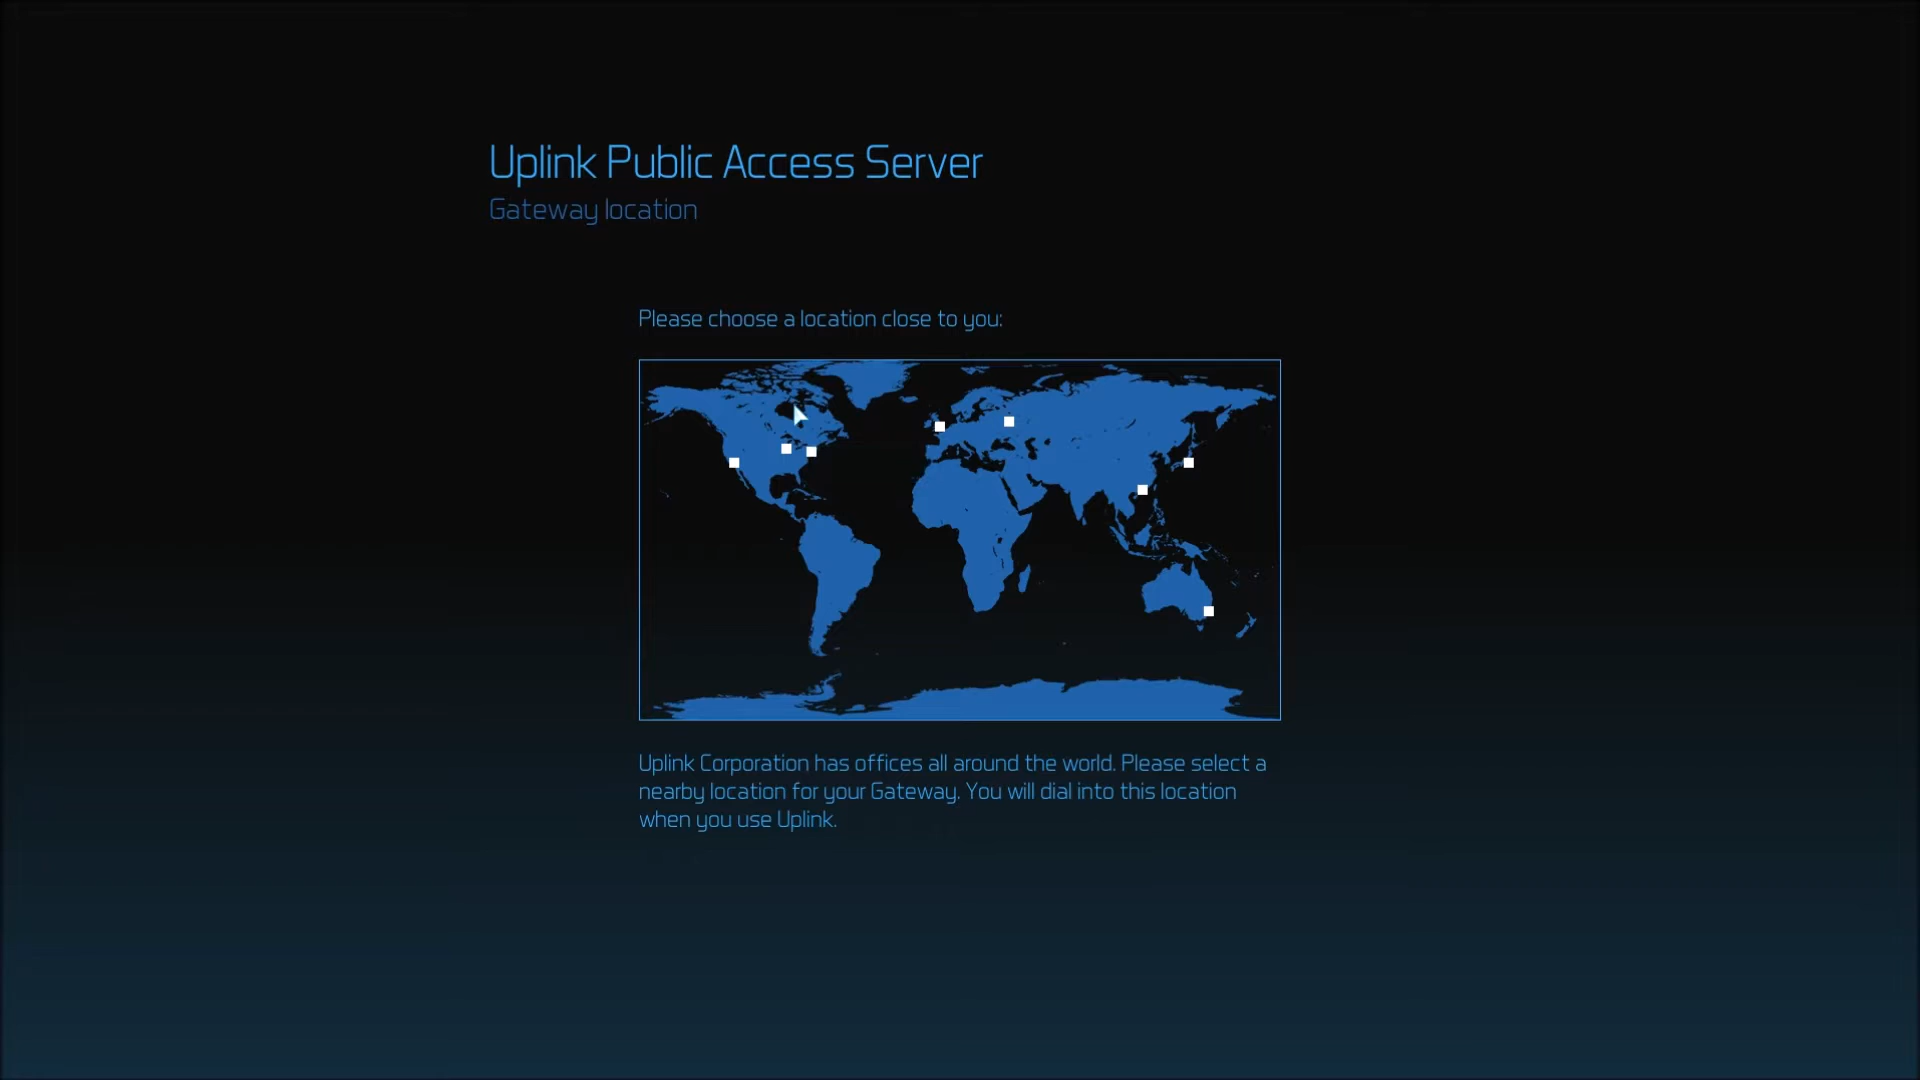 Uplink Public Access Server
Gateway location
Please choose a location close to you:
Uplink Corporation has offices all around the world. Please select a
nearby location for your Gateway. You will dial into this location
when you use Uplink.